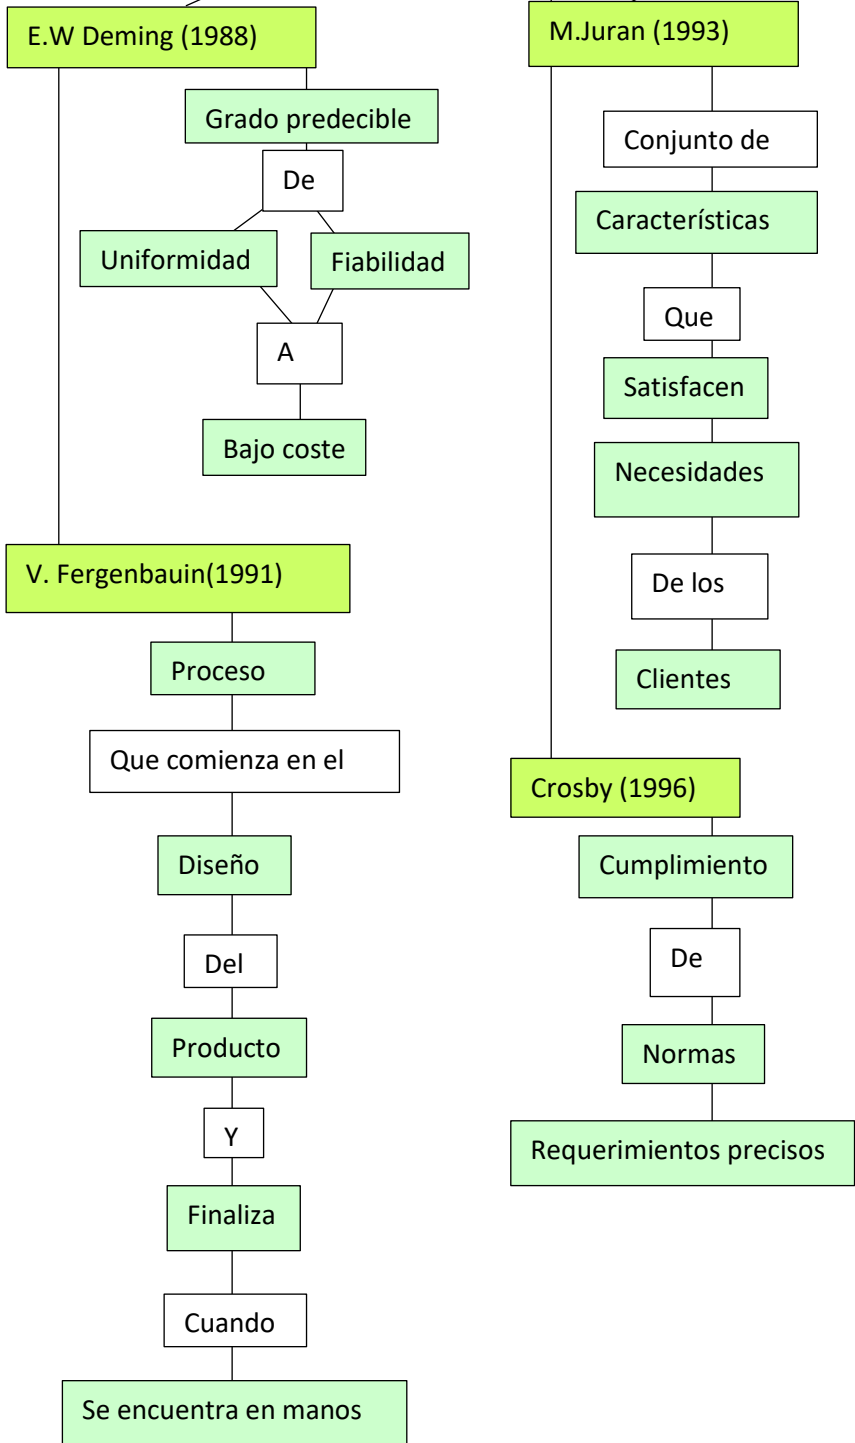 E.W Deming (1988)
Grado predecible
De
Uniformidad
Fiabilidad
A
Bajo coste
V. Fergenbauin(1991)
Proceso
Que comienza en el
Diseño
Del
Producto
Y
Finaliza
Cuando
Se encuentra en manos
M.Juran (1993)
Conjunto de
Característícas
Que
Satisfacen
Necesidades
De los
Clientes
Crosby (1996)
Cumplimiento
De
Normas
Requerimientos precisos